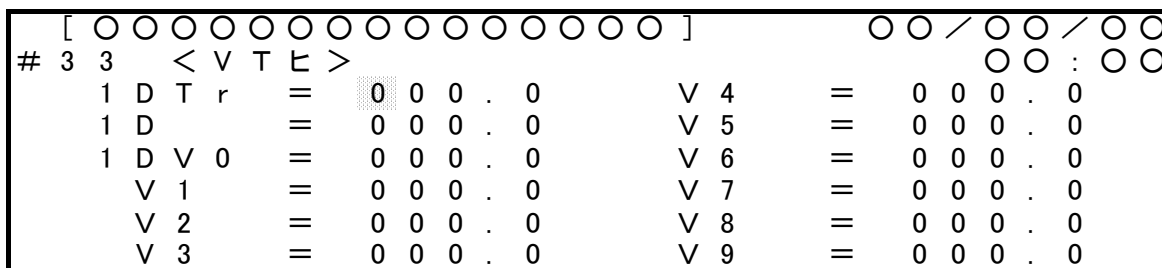 [○○○○○○○○○○○○○○○] ○○／○○／○○
＃33 ＜VTヒ＞ ○○:○○
1DTr ＝ 000.0 V4 ＝ 000.0
1D ＝ 000.0 V5 ＝ 000.0
1DV0 ＝ 000.0 V6 ＝ 000.0
V1 ＝ 000.0 V7 ＝ 000.0
V2 ＝ 000.0 V8 ＝ 000.0
V3 ＝ 000.0 V9 ＝ 000.0